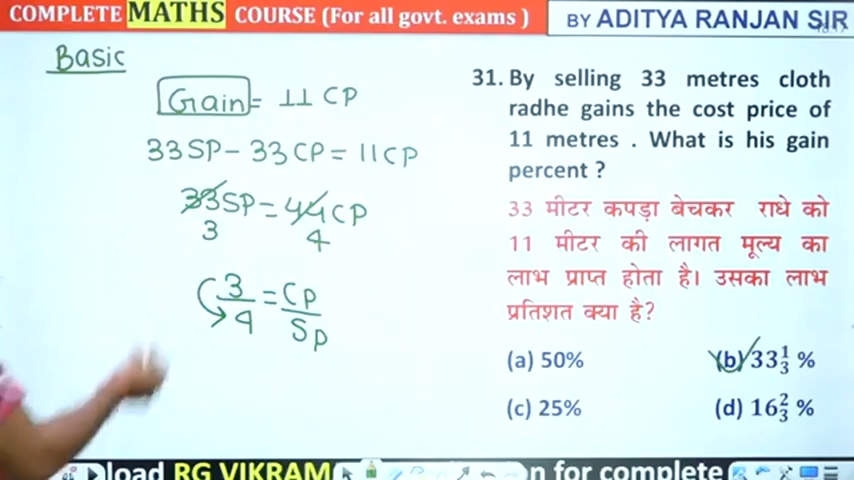 COMPLETE MATHS COURSE (For all govt. exams )
BY ADITYA RANJAN SIR
Basic
Gain = 11 CP
33SP - 33CP = 11CP
33SP = 44CP
3 4
3/4 = CP/SP
31. By selling 33 metres cloth
radhe gains the cost price of
11 metres . What is his gain
percent ?
33 मीटर कपड़ा बेचकर राधे को
11 मीटर की लागत मूल्य का
लाभ प्राप्त होता है। उसका लाभ
प्रतिशत क्या है?
(a) 50% (b) 33 1/3 %
(c) 25% (d) 16 2/3 %
load RG VIKRAM
n for complete